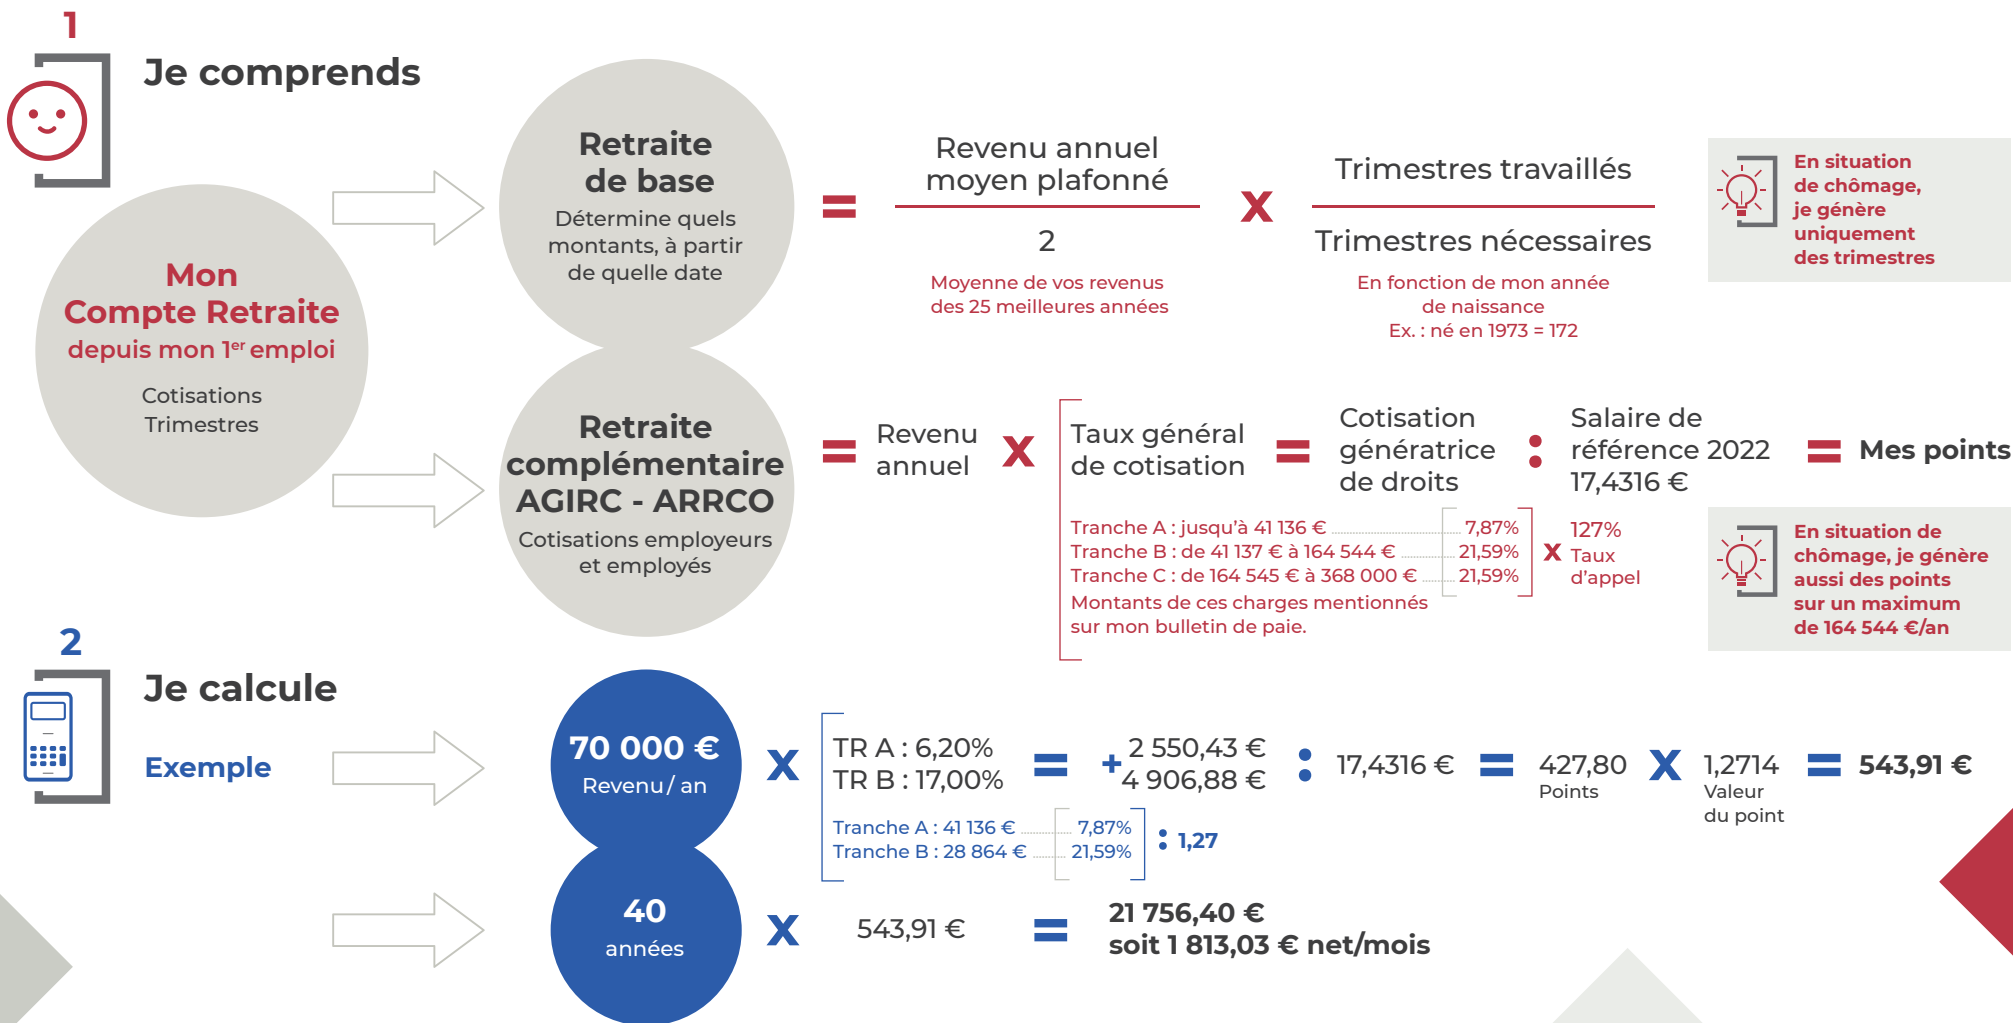 1
Je comprends
Mon
Compte Retraite
depuis mon 1er emploi
Cotisations
Trimestres
Retraite
de base
Détermine quels
montants, à partir
de quelle date
=
Revenu annuel
moyen plafonné
2
Moyenne de vos revenus
des 25 meilleures années
x
Trimestres travaillés
Trimestres nécessaires
En fonction de mon année
de naissance
Ex. : né en 1973 = 172
En situation
de chômage,
je génère
uniquement
des trimestres
Retraite
complémentaire
AGIRC - ARRCO
Cotisations employeurs
et employés
=
Revenu
annuel
x
Taux général
de cotisation
=
Cotisation
génératrice
de droits
:
Salaire de
référence 2022
17,4316 €
=
Mes points
Tranche A : jusqu'à 41 136 € 7,87%
Tranche B : de 41 137 € à 164 544 € 21,59%
Tranche C : de 164 545 € à 368 000 € 21,59%
x
127%
Taux
d'appel
Montants de ces charges mentionnés
sur mon bulletin de paie.
En situation de
chômage, je génère
aussi des points
sur un maximum
de 164 544 €/an
2
Je calcule
Exemple
70 000 €
Revenu / an
x
TR A : 6,20%
TR B : 17,00%
=
+
2 550,43 €
4 906,88 €
:
17,4316 €
=
427,80
Points
x
1,2714
Valeur
du point
=
543,91 €
Tranche A : 41 136 € 7,87%
Tranche B : 28 864 € 21,59%
: 1,27
40
années
x
543,91 €
=
21 756,40 €
soit 1 813,03 € net/mois